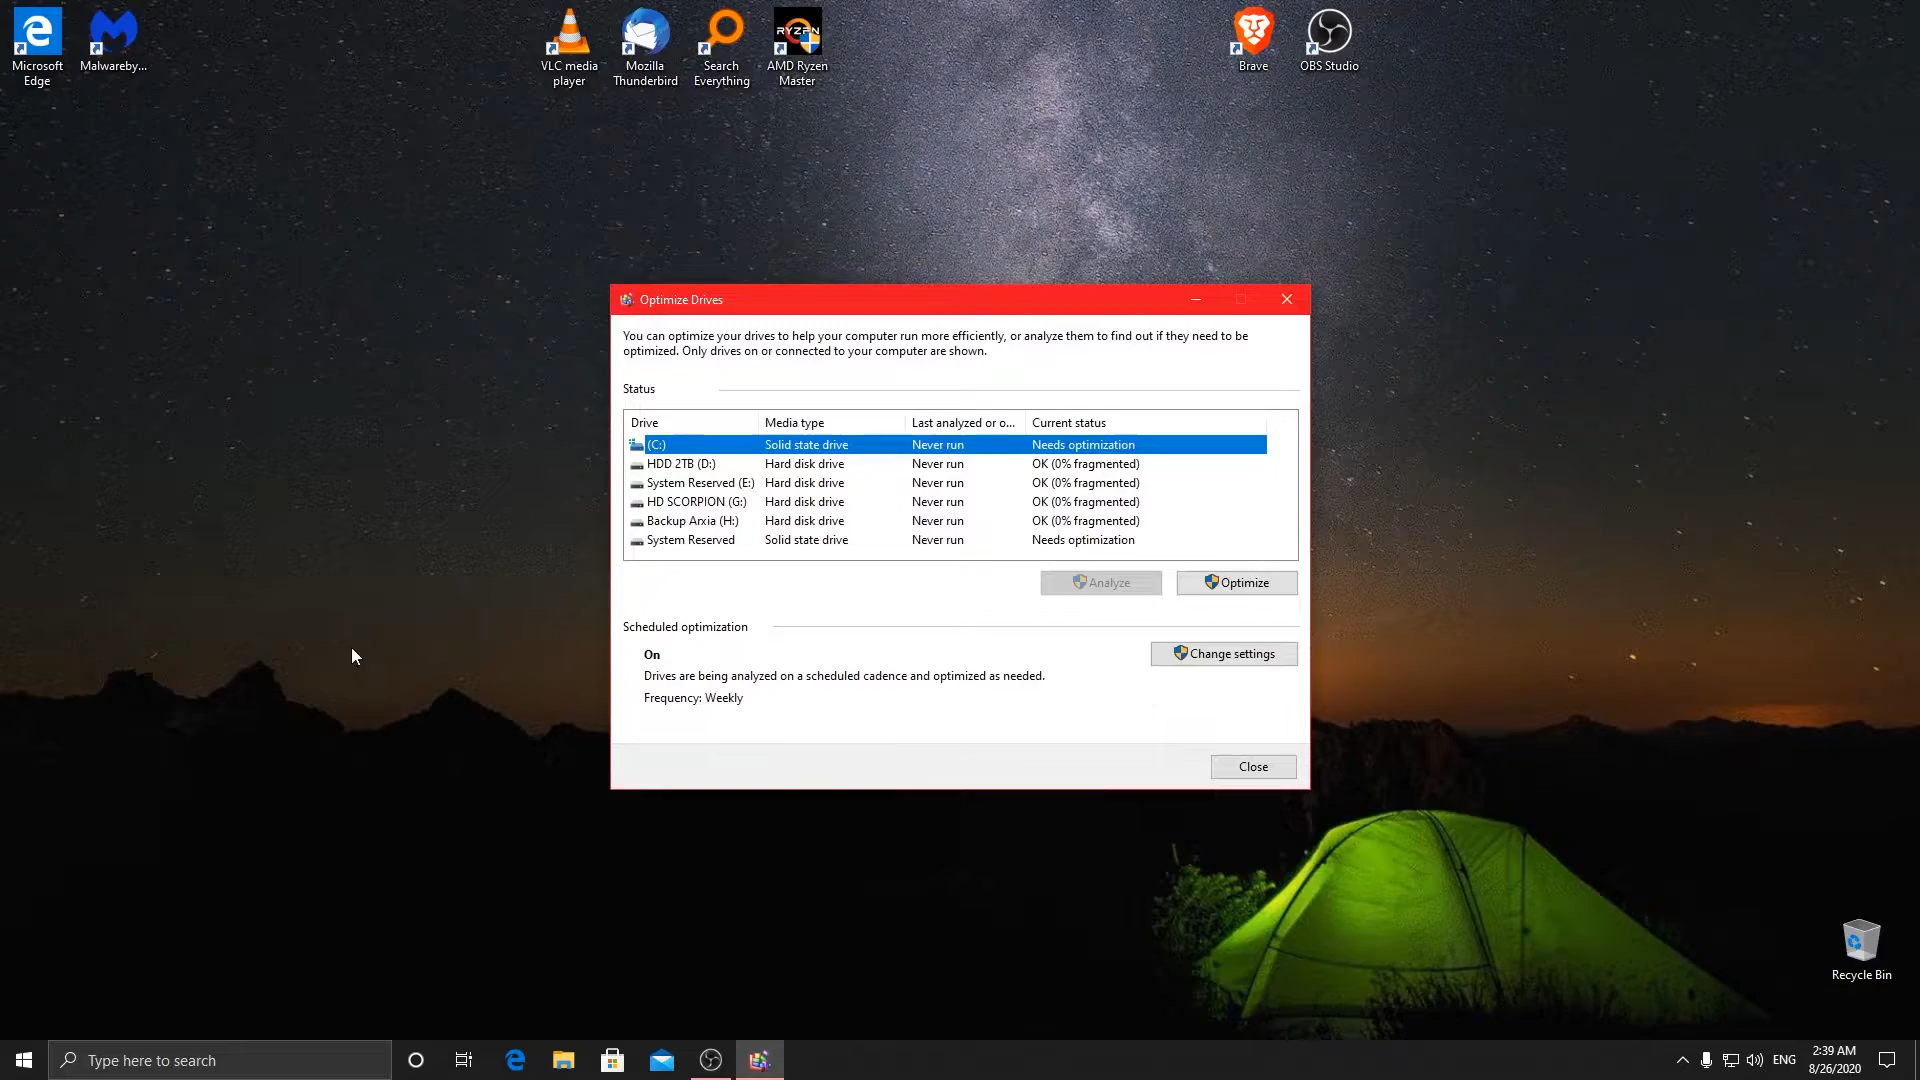 Microsoft
Edge
Malwareby...
VLC media
player
Mozilla
Thunderbird
Search
Everything
RYZEN
AMD Ryzen
Master
Brave
OBS Studio
Optimize Drives
You can optimize your drives to help your computer run more efficiently, or analyze them to find out if they need to be
optimized. Only drives on or connected to your computer are shown.
Status
Drive Media type Last analyzed or o... Current status
(C:) Solid state drive Never run Needs optimization
HDD 2TB (D:) Hard disk drive Never run OK (0% fragmented)
System Reserved (E:) Hard disk drive Never run OK (0% fragmented)
HD SCORPION (G:) Hard disk drive Never run OK (0% fragmented)
Backup Arxia (H:) Hard disk drive Never run OK (0% fragmented)
System Reserved Solid state drive Never run Needs optimization
Analyze Optimize
Scheduled optimization
On
Change settings
Drives are being analyzed on a scheduled cadence and optimized as needed.
Frequency: Weekly
Close
Recycle Bin
Type here to search
ENG
2:39 AM
8/26/2020